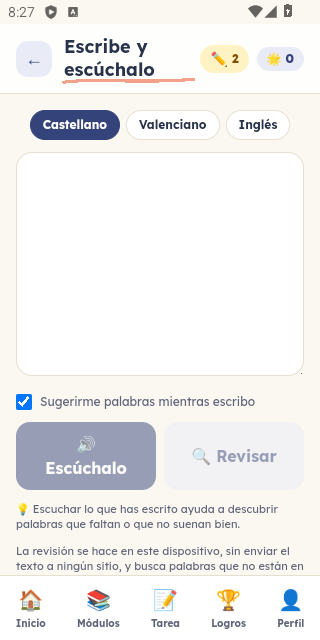 8:27
Escribe y
escúchalo
2
0
Castellano
Valenciano
Inglés
Sugerirme palabras mientras escribo
Escúchalo
Revisar
Escuchar lo que has escrito ayuda a descubrir
palabras que faltan o que no suenan bien.
La revisión se hace en este dispositivo, sin enviar el
texto a ningún sitio, y busca palabras que no están en
Inicio
Módulos
Tarea
Logros
Perfil